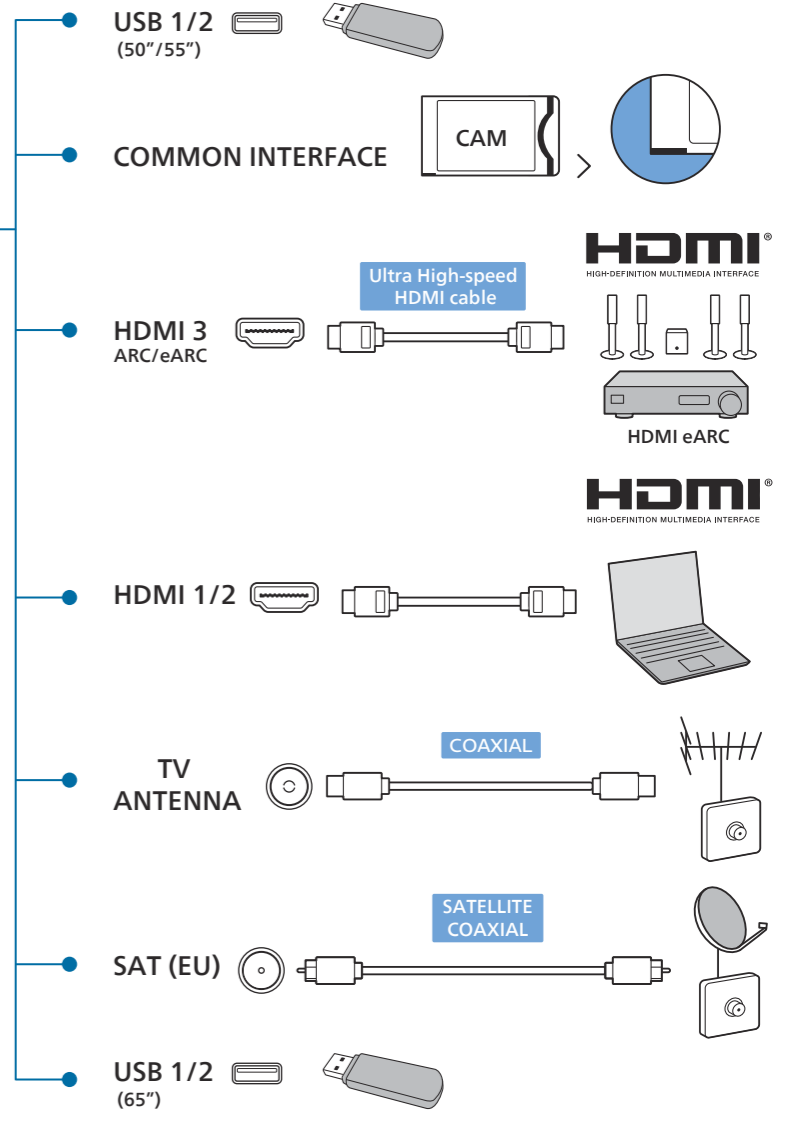 USB 1/2
(50”/55”)
COMMON INTERFACE
CAM
HDMI®
HIGH-DEFINITION MULTIMEDIA INTERFACE
Ultra High-speed
HDMI cable
HDMI 3
ARC/eARC
HDMI eARC
HDMI®
HIGH-DEFINITION MULTIMEDIA INTERFACE
HDMI 1/2
COAXIAL
TV
ANTENNA
SATELLITE
COAXIAL
SAT (EU)
USB 1/2
(65”)